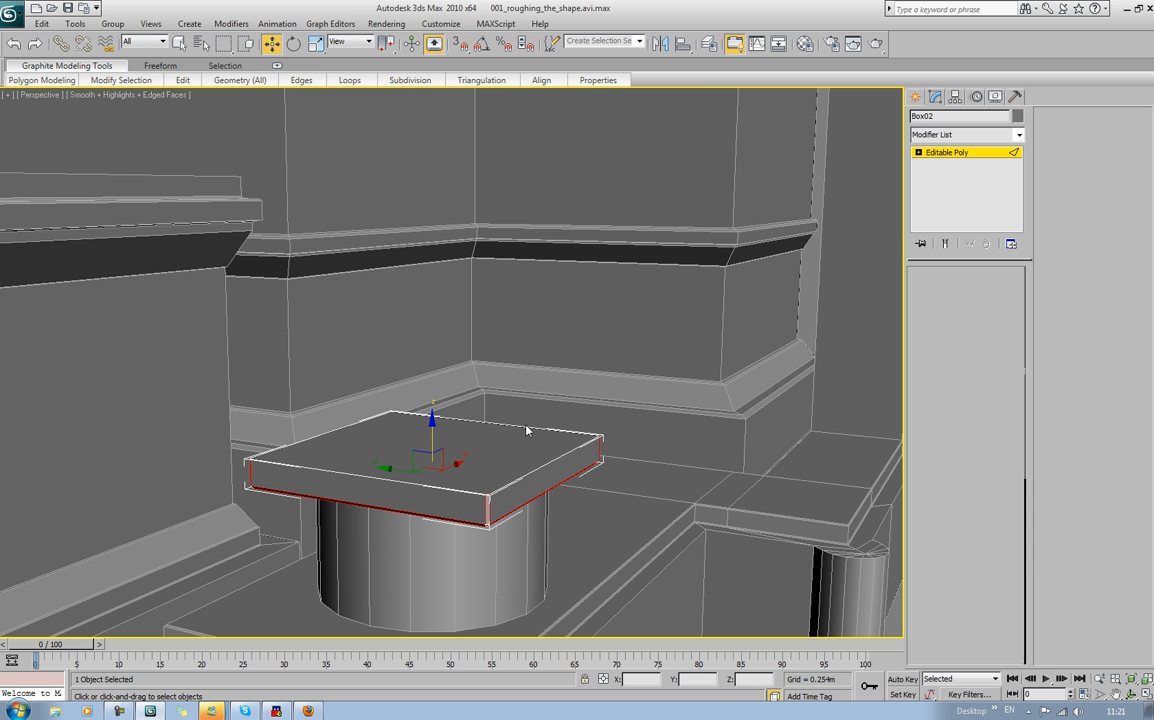 Autodesk 3ds Max 2010 x64 001_roughing_the_shape.avi.max
Type a keyword or phrase
Edit Tools Group Views Create Modifiers Animation Graph Editors Rendering Customize MAXScript Help
All View Create Selection Se
Graphite Modeling Tools Freeform Selection
Polygon Modeling Modify Selection Edit Geometry (All) Edges Loops Subdivision Triangulation Align Properties
[ + ] [ Perspective ] [ Smooth + Highlights + Edged Faces ]
Box02
Modifier List
Editable Poly
0 / 100
0 5 10 15 20 25 30 35 40 45 50 55 60 65 70 75 80 85 90 95 100
1 Object Selected X: Y: Z: Grid = 0.254m Auto Key Selected
Welcome to M Click or click-and-drag to select objects Add Time Tag Set Key Key Filters... 0
Desktop EN 11:21